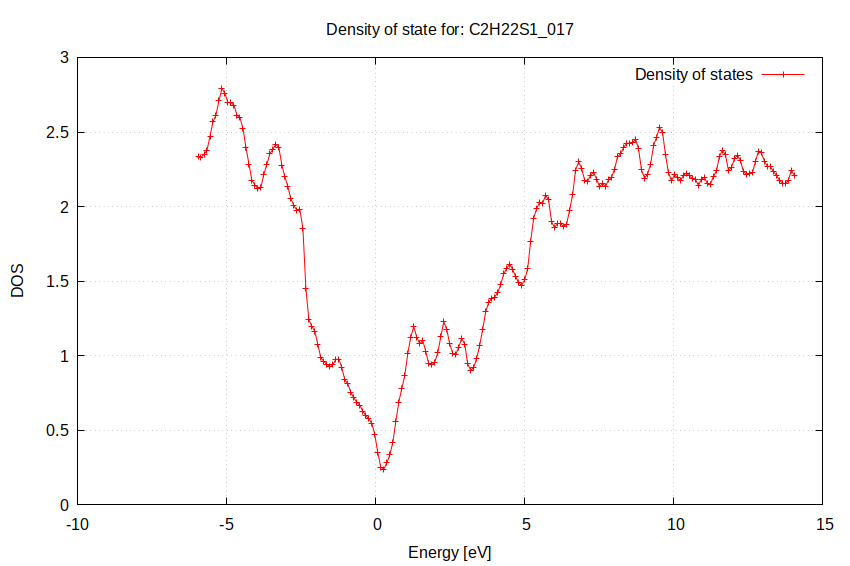 Density of state for: C2H22S1_017
Density of states
3
2.5
2
1.5
1
0.5
0
-10 -5 0 5 10 15
DOS
Energy [eV]